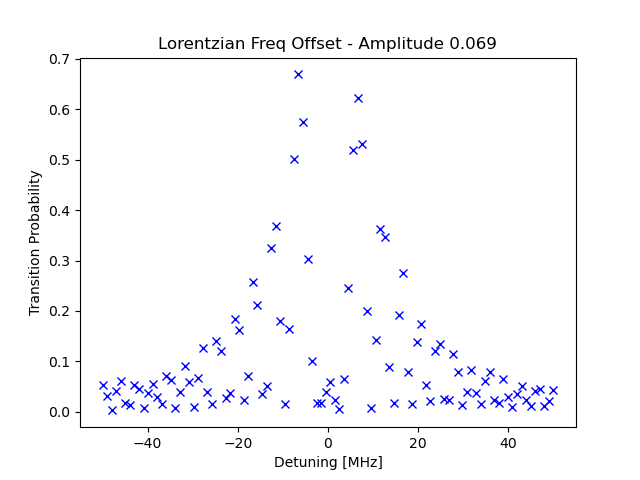 Lorentzian Freq Offset - Amplitude 0.069
Transition Probability
0.7
0.6
0.5
0.4
0.3
0.2
0.1
0.0
−40 −20 0 20 40
Detuning [MHz]